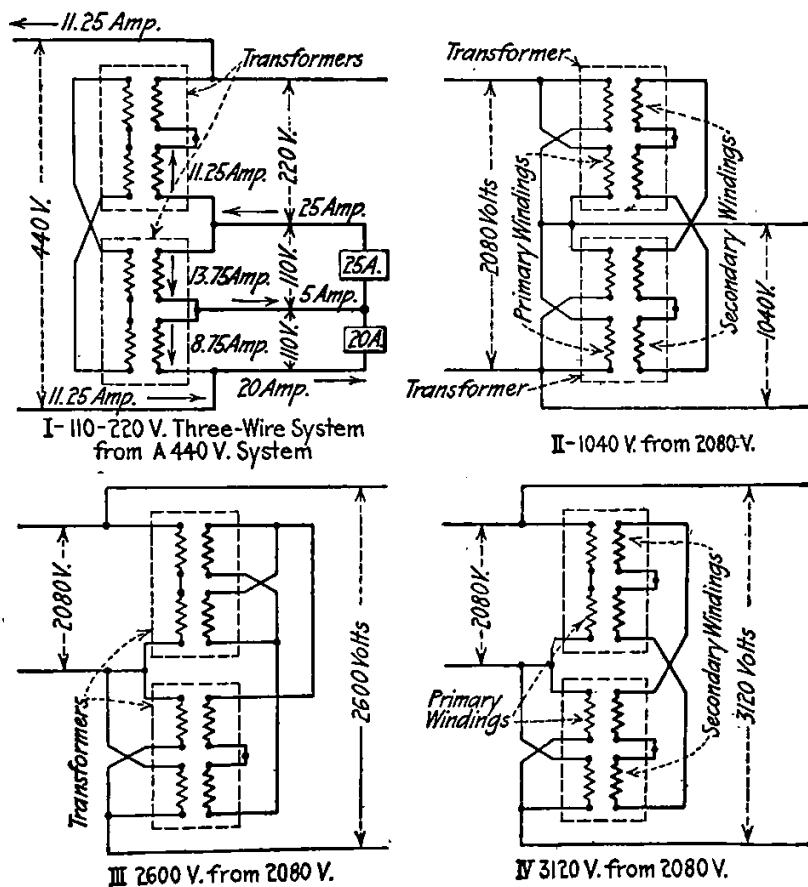 11.25 Amp.
Transformers
440 V.
11.25 Amp.
220 V.
25 Amp.
13.75 Amp.
110 V.
25A.
5 Amp.
8.75 Amp.
110 V.
20A.
20 Amp.
11.25 Amp.
I-110-220 V. Three-Wire System
from A 440 V. System
Transformer
2080 Volts
Primary Windings
Secondary Windings
1040 V.
Transformer
II-1040 V. from 2080 V.
2080 V.
Transformers
2600 Volts
III 2600 V. from 2080 V.
2080 V.
Primary
Windings
Secondary Windings
3120 Volts
IV 3120 V. from 2080 V.